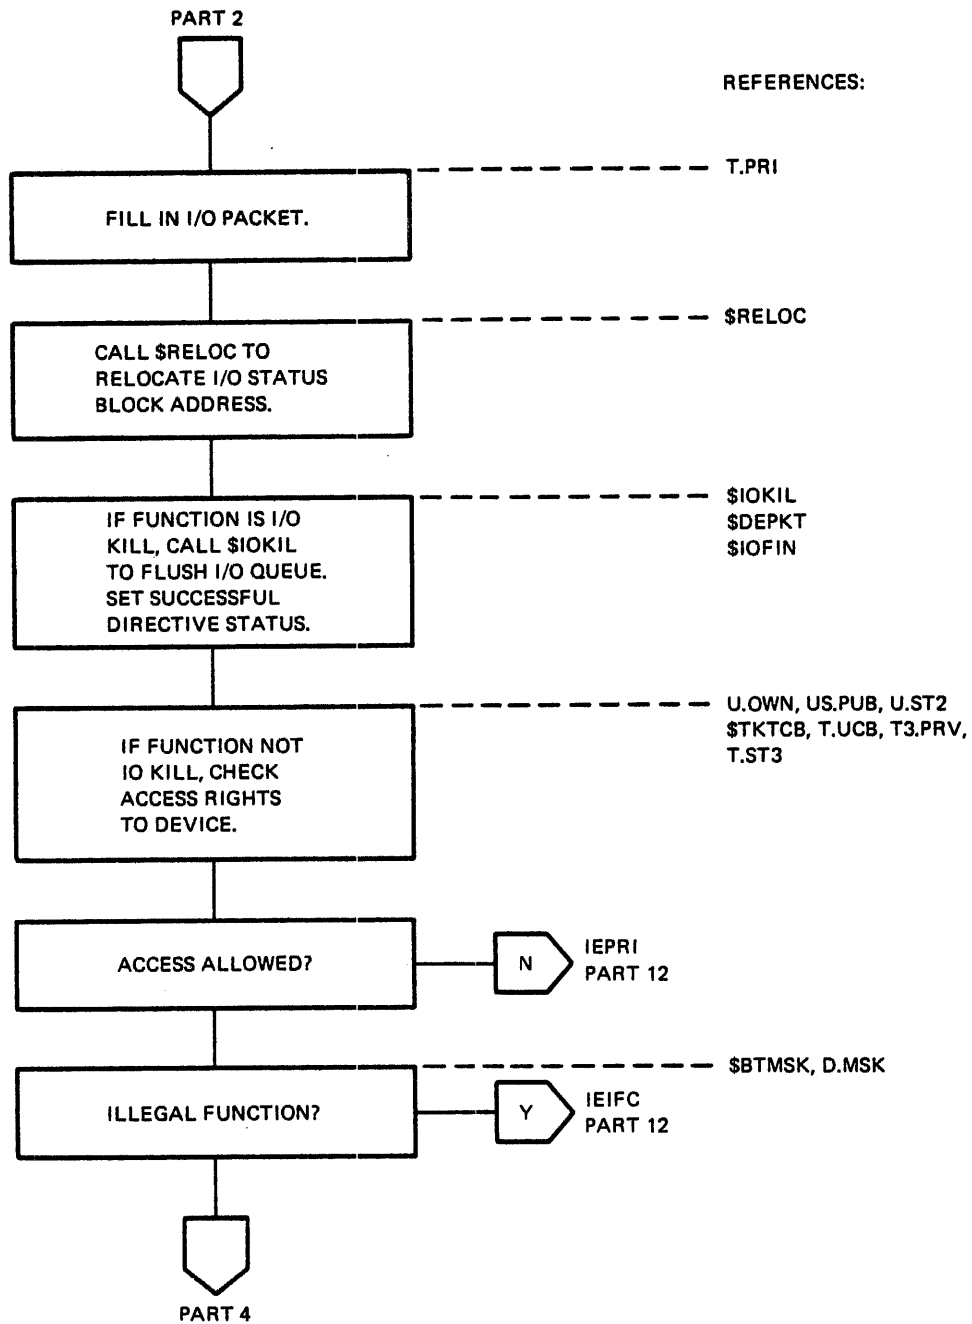 PART 2
REFERENCES:
T.PRI
FILL IN I/O PACKET.
$RELOC
CALL $RELOC TO
RELOCATE I/O STATUS
BLOCK ADDRESS.
$IOKIL
$DEPKT
$IOFIN
IF FUNCTION IS I/O
KILL, CALL $IOKIL
TO FLUSH I/O QUEUE.
SET SUCCESSFUL
DIRECTIVE STATUS.
U.OWN, US.PUB, U.ST2
$TKTCB, T.UCB, T3.PRV,
T.ST3
IF FUNCTION NOT
IO KILL, CHECK
ACCESS RIGHTS
TO DEVICE.
ACCESS ALLOWED?
N
IEPRI
PART 12
$BTMSK, D.MSK
ILLEGAL FUNCTION?
Y
IEIFC
PART 12
PART 4